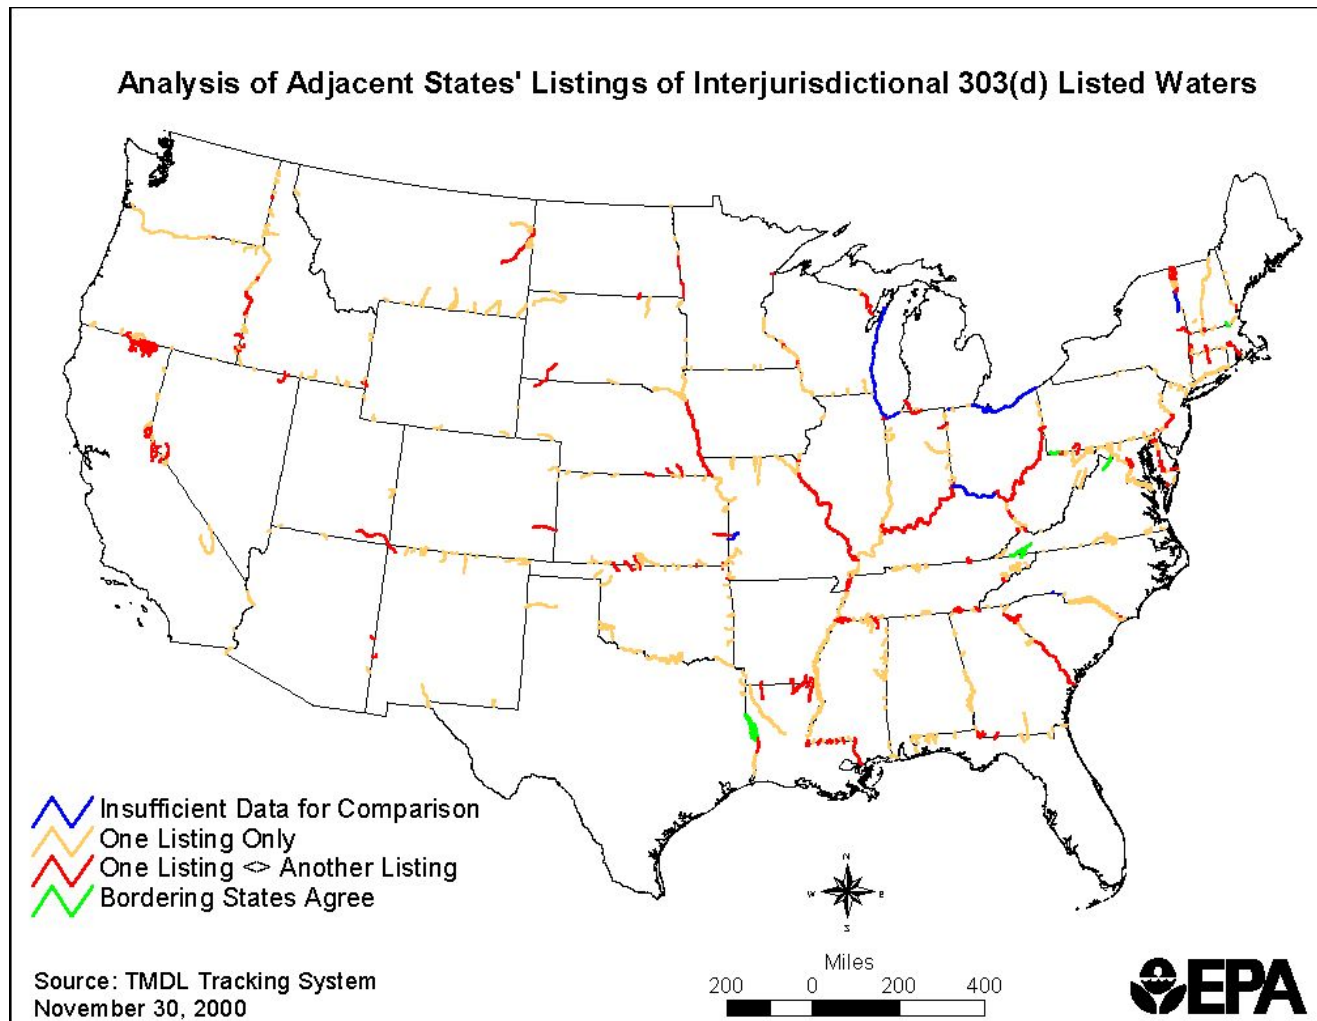 Analysis of Adjacent States' Listings of Interjurisdictional 303(d) Listed Waters
Insufficient Data for Comparison
One Listing Only
One Listing <> Another Listing
Bordering States Agree
N
W
E
S
Source: TMDL Tracking System
November 30, 2000
Miles
200 0 200 400
EPA